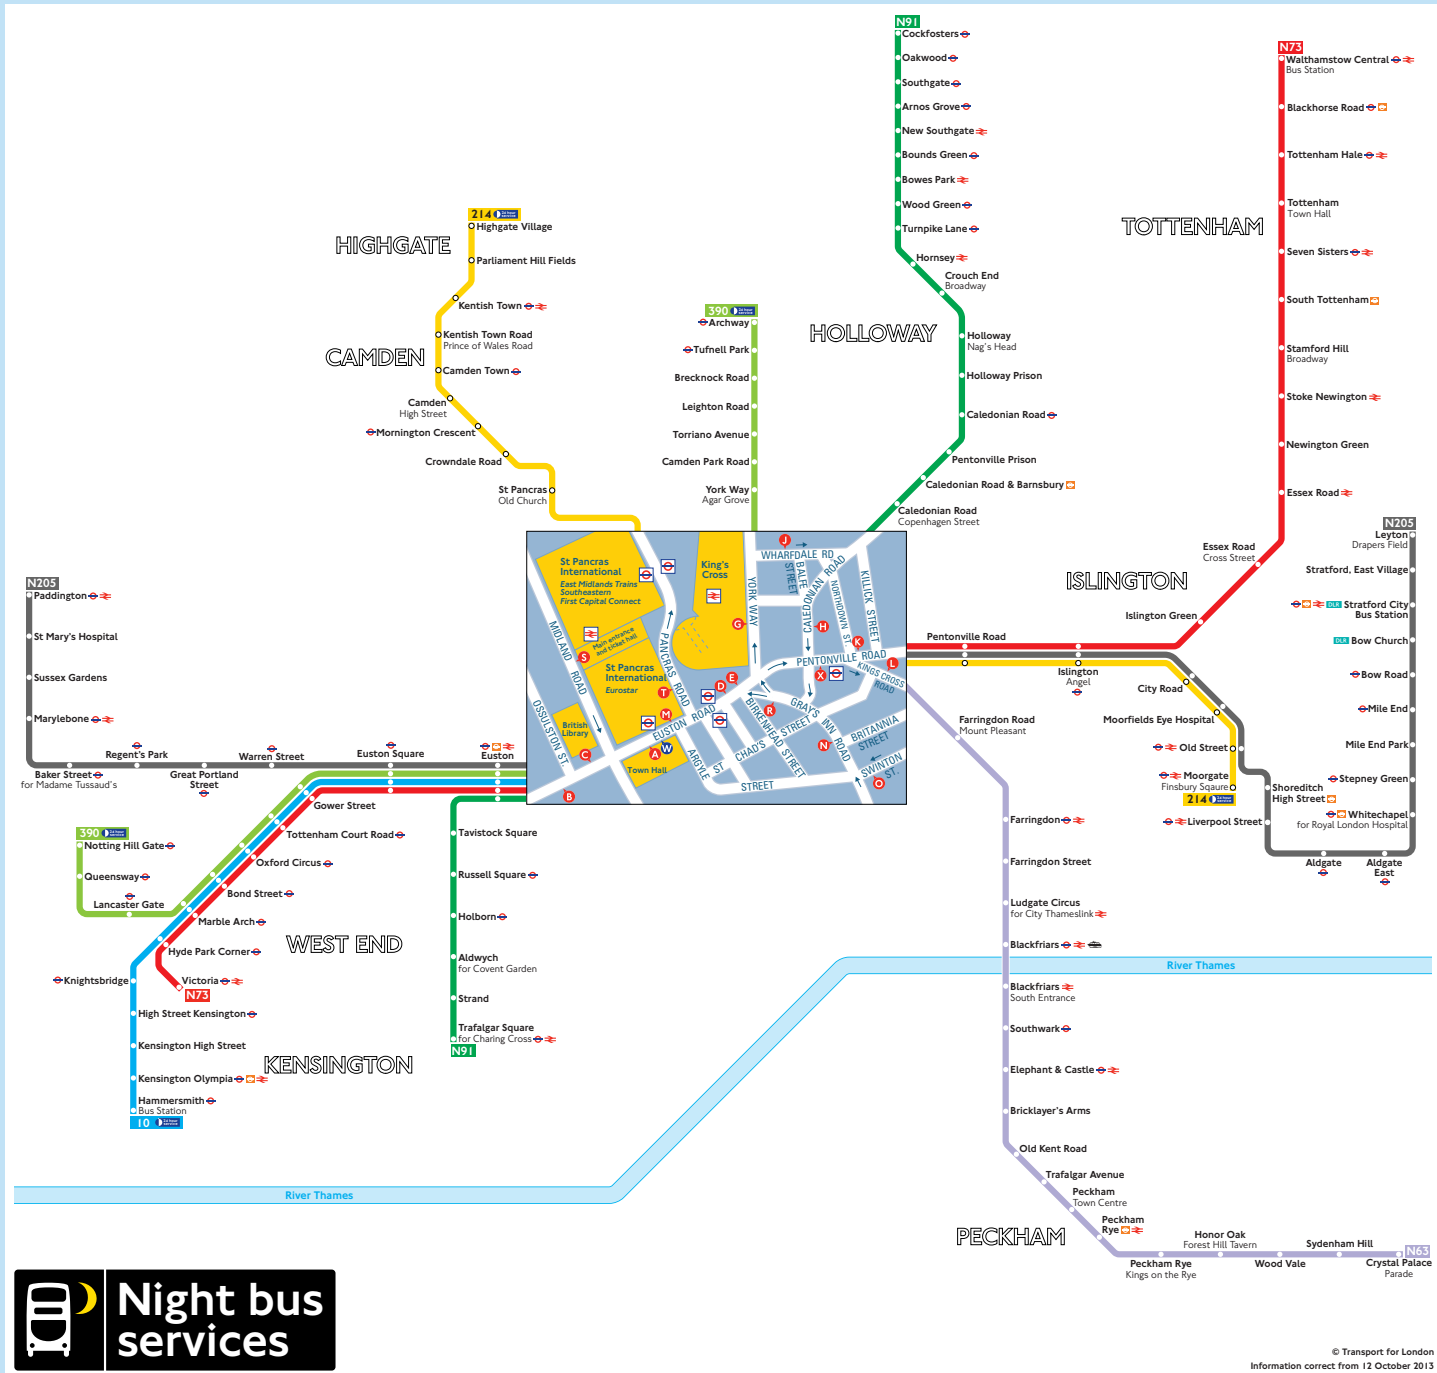 N91
Cockfosters
Oakwood
Southgate
Arnos Grove
New Southgate
Bounds Green
Bowes Park
Wood Green
Turnpike Lane
Hornsey
Crouch End
Broadway
HOLLOWAY
Holloway
Nag's Head
Holloway Prison
Caledonian Road
Pentonville Prison
Caledonian Road & Barnsbury
Caledonian Road
Copenhagen Street
N73
Walthamstow Central
Bus Station
Blackhorse Road
Tottenham Hale
TOTTENHAM
Tottenham
Town Hall
Seven Sisters
South Tottenham
Stamford Hill
Broadway
Stoke Newington
Newington Green
Essex Road
Essex Road
Cross Street
ISLINGTON
Islington Green
214
24 hour
service
Highgate Village
HIGHGATE
Parliament Hill Fields
Kentish Town
Kentish Town Road
Prince of Wales Road
CAMDEN
Camden Town
Camden
High Street
Mornington Crescent
Crowndale Road
St Pancras
Old Church
390
24 hour
service
Archway
Tufnell Park
Brecknock Road
Leighton Road
Torriano Avenue
Camden Park Road
York Way
Agar Grove
N205
Leyton
Drapers Field
Stratford, East Village
DLR
Stratford City
Bus Station
DLR
Bow Church
Bow Road
Mile End
Mile End Park
Stepney Green
Whitechapel
for Royal London Hospital
Aldgate
East
Aldgate
Liverpool Street
Shoreditch
High Street
Pentonville Road
Islington
Angel
City Road
Moorfields Eye Hospital
Old Street
Moorgate
Finsbury Sqaure
214
24 hour
service
St Pancras
International
East Midlands Trains
Southeastern
First Capital Connect
King's
Cross
Main entrance
and ticket hall
St Pancras
International
Eurostar
British
Library
Town Hall
MIDLAND ROAD
OSSULSTON ST.
PANCRAS ROAD
EUSTON ROAD
ARGYLE
STREET
ST CHAD'S STREET
BIRKENHEAD STREET
GRAYS INN ROAD
BRITANNIA
STREET
SWINTON
ST.
YORK WAY
WHARFDALE RD
BALFE
STREET
CALEDONIAN ROAD
NORTHDOWN ST.
KILLICK STREET
PENTONVILLE ROAD
KINGS CROSS
ROAD
J
G
H
K
L
X
S
T
D
E
M
R
A
W
C
B
N
O
N205
Paddington
St Mary's Hospital
Sussex Gardens
Marylebone
Baker Street
for Madame Tussaud's
Regent's Park
Great Portland
Street
Warren Street
Euston Square
Euston
Gower Street
Tottenham Court Road
Oxford Circus
Bond Street
Marble Arch
Hyde Park Corner
Victoria
N73
390
24 hour
service
Notting Hill Gate
Queensway
Lancaster Gate
WEST END
Knightsbridge
High Street Kensington
Kensington High Street
KENSINGTON
Kensington Olympia
Hammersmith
Bus Station
10
24 hour
service
Tavistock Square
Russell Square
Holborn
Aldwych
for Covent Garden
Strand
Trafalgar Square
for Charing Cross
N91
Farringdon Road
Mount Pleasant
Farringdon
Farringdon Street
Ludgate Circus
for City Thameslink
Blackfriars
River Thames
Blackfriars
South Entrance
Southwark
Elephant & Castle
Bricklayer's Arms
Old Kent Road
Trafalgar Avenue
Peckham
Town Centre
PECKHAM
Peckham
Rye
Peckham Rye
Kings on the Rye
Honor Oak
Forest Hill Tavern
Wood Vale
Sydenham Hill
N63
Crystal Palace
Parade
River Thames
Night bus
services
© Transport for London
Information correct from 12 October 2013